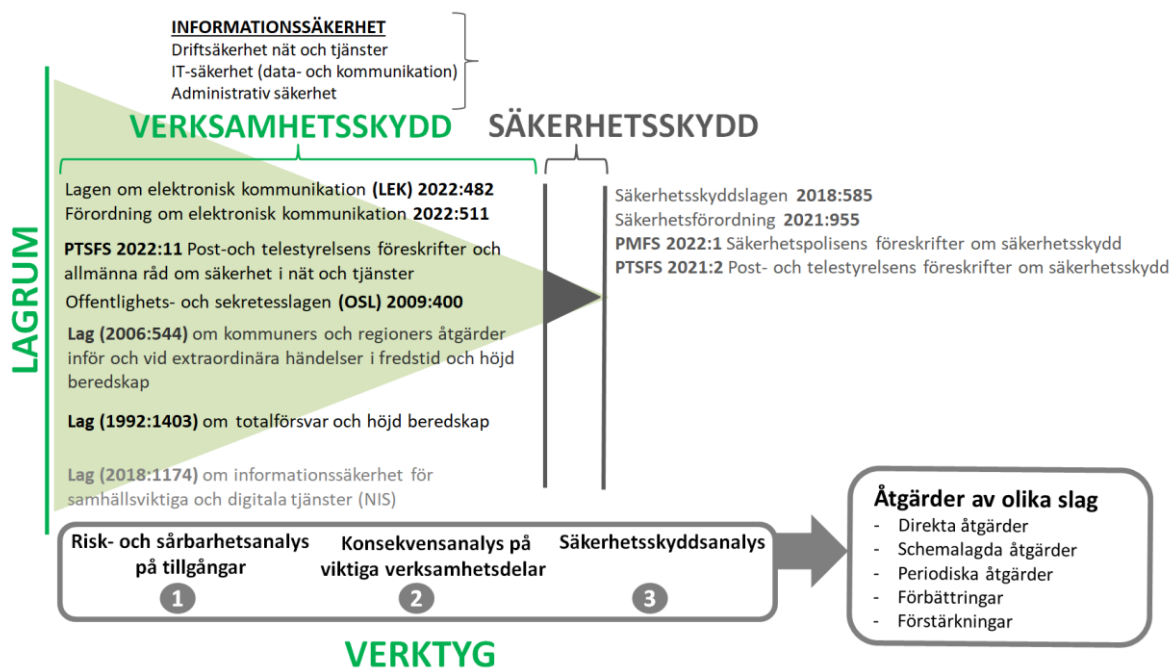 INFORMATIONSSÄKERHET
Driftsäkerhet nät och tjänster
IT-säkerhet (data- och kommunikation)
Administrativ säkerhet
VERKSAMHETSSKYDD
SÄKERHETSSKYDD
LAGRUM
Lagen om elektronisk kommunikation (LEK) 2022:482
Förordning om elektronisk kommunikation 2022:511
PTSFS 2022:11 Post-och telestyrelsens föreskrifter och
allmänna råd om säkerhet i nät och tjänster
Offentlighets- och sekretesslagen (OSL) 2009:400
Lag (2006:544) om kommuners och regioners åtgärder
inför och vid extraordinära händelser i fredstid och höjd
beredskap
Lag (1992:1403) om totalförsvar och höjd beredskap
Lag (2018:1174) om informationssäkerhet för
samhällsviktiga och digitala tjänster (NIS)
Säkerhetsskyddslagen 2018:585
Säkerhetsförordning 2021:955
PMFS 2022:1 Säkerhetspolisens föreskrifter om säkerhetsskydd
PTSFS 2021:2 Post- och telestyrelsens föreskrifter om säkerhetsskydd
Risk- och sårbarhetsanalys
på tillgångar
1
Konsekvensanalys på
viktiga verksamhetsdelar
2
Säkerhetsskyddsanalys
3
VERKTYG
Åtgärder av olika slag
- Direkta åtgärder
- Schemalagda åtgärder
- Periodiska åtgärder
- Förbättringar
- Förstärkningar